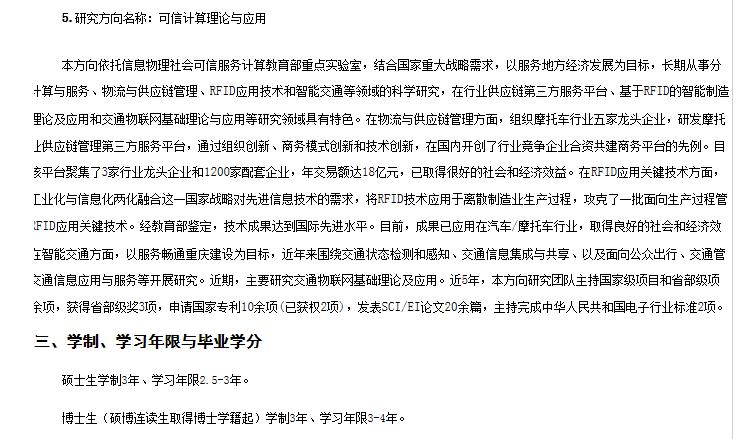 5.研究方向名称：可信计算理论与应用
本方向依托信息物理社会可信服务计算教育部重点实验室，结合国家重大战略需求，以服务地方经济发展为目标，长期从事分
计算与服务、物流与供应链管理、RFID应用技术和智能交通等领域的科学研究，在行业供应链第三方服务平台、基于RFID的智能制造
理论及应用和交通物联网基础理论与应用等研究领域具有特色。在物流与供应链管理方面，组织摩托车行业五家龙头企业，研发摩托
业供应链管理第三方服务平台，通过组织创新、商务模式创新和技术创新，在国内开创了行业竞争企业合资共建商务平台的先例。目
该平台聚集了3家行业龙头企业和1200家配套企业，年交易额达18亿元，已取得很好的社会和经济效益。在RFID应用关键技术方面，
工业化与信息化两化融合这一国家战略对先进信息技术的需求，将RFID技术应用于离散制造业生产过程，攻克了一批面向生产过程管
RFID应用关键技术。经教育部鉴定，技术成果达到国际先进水平。目前，成果已应用在汽车/摩托车行业，取得良好的社会和经济效
在智能交通方面，以服务畅通重庆建设为目标，近年来围绕交通状态检测和感知、交通信息集成与共享、以及面向公众出行、交通管
交通信息应用与服务等开展研究。近期，主要研究交通物联网基础理论及应用。近5年，本方向研究团队主持国家级项目和省部级项
余项，获得省部级奖3项，申请国家专利10余项(已获权2项)，发表SCI/EI论文20余篇，主持完成中华人民共和国电子行业标准2项。
三、学制、学习年限与毕业学分
硕士生学制3年、学习年限2.5-3年。
博士生（硕博连读生取得博士学籍起）学制3年、学习年限3-4年。